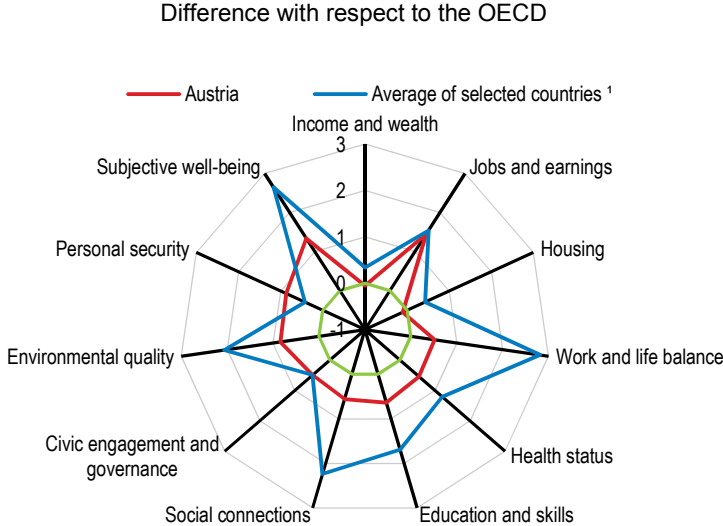 Difference with respect to the OECD
Austria
Average of selected countries ¹
Income and wealth
3
Subjective well-being
Jobs and earnings
2
Personal security
1
Housing
0
-1
Environmental quality
Work and life balance
Civic engagement and
governance
Health status
Social connections
Education and skills